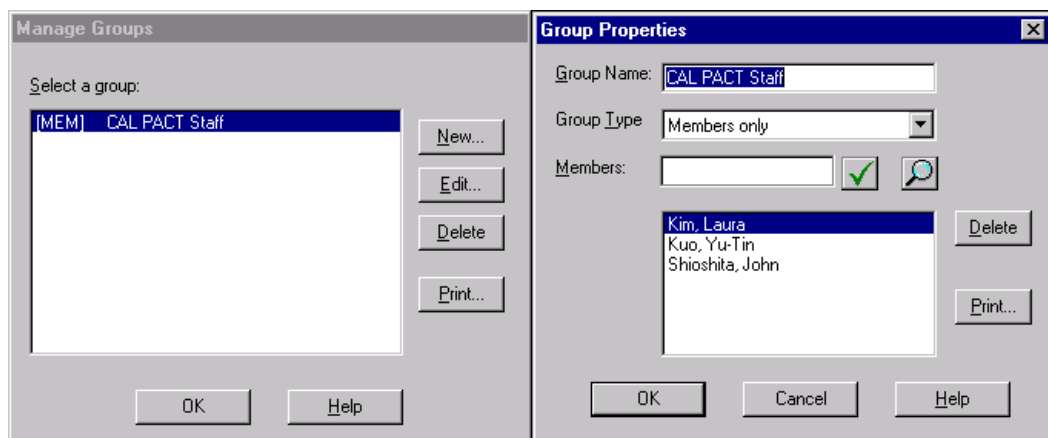 Manage Groups
Select a group:
[MEM] CAL PACT Staff
New...
Edit...
Delete
Print...
OK
Help
Group Properties
Group Name: CAL PACT Staff
Group Type Members only
Members:
Kim, Laura
Kuo, Yu-Tin
Shioshita, John
Delete
Print...
OK
Cancel
Help